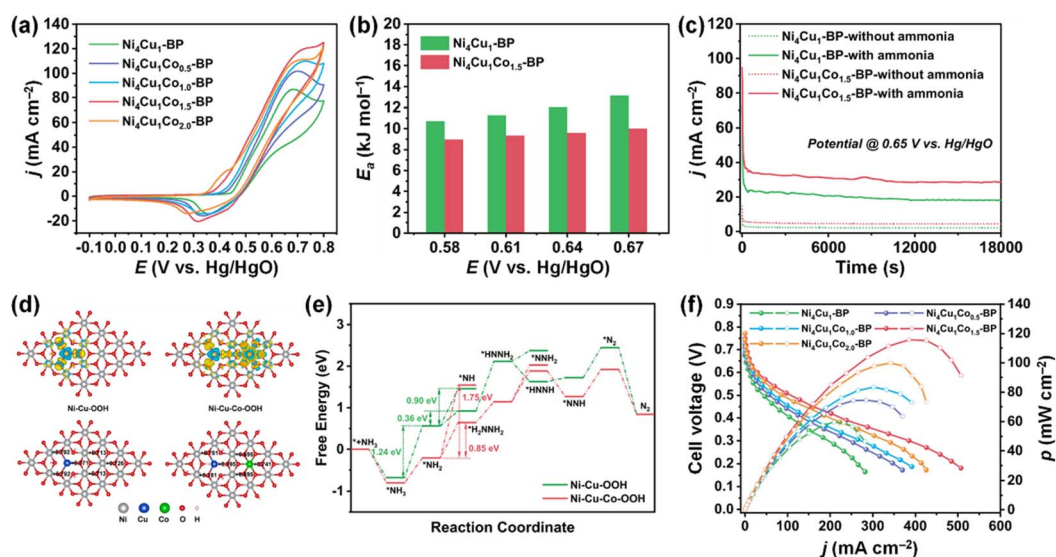 (a)
j (mA cm⁻²)
140
120
100
80
60
40
20
0
-20
Ni₄Cu₁-BP
Ni₄Cu₁Co₀.₅-BP
Ni₄Cu₁Co₁.₀-BP
Ni₄Cu₁Co₁.₅-BP
Ni₄Cu₁Co₂.₀-BP
-0.1 0.0 0.1 0.2 0.3 0.4 0.5 0.6 0.7 0.8
E (V vs. Hg/HgO)
(b)
Eₐ (kJ mol⁻¹)
20
18
16
14
12
10
8
6
4
2
0
Ni₄Cu₁-BP
Ni₄Cu₁Co₁.₅-BP
0.58 0.61 0.64 0.67
E (V vs. Hg/HgO)
(c)
j (mA cm⁻²)
120
100
80
60
40
20
0
Ni₄Cu₁-BP-without ammonia
Ni₄Cu₁-BP-with ammonia
Ni₄Cu₁Co₁.₅-BP-without ammonia
Ni₄Cu₁Co₁.₅-BP-with ammonia
Potential @ 0.65 V vs. Hg/HgO
0 6000 12000 18000
Time (s)
(d)
Ni-Cu-OOH Ni-Cu-Co-OOH
Ni Cu Co O H
(e)
Free Energy (eV)
3
2
1
0
-1
*+NH₃
*NH₃
*NH₂
*NH
*H₂NNH₂
*HNNH₂
*NNH₂
*HNNH
*NNH
*N₂
N₂
1.24 eV
0.36 eV
0.90 eV
1.75 eV
0.85 eV
Ni-Cu-OOH
Ni-Cu-Co-OOH
Reaction Coordinate
(f)
Cell voltage (V)
0.9
0.8
0.7
0.6
0.5
0.4
0.3
0.2
0.1
0.0
Ni₄Cu₁-BP Ni₄Cu₁Co₀.₅-BP
Ni₄Cu₁Co₁.₀-BP Ni₄Cu₁Co₁.₅-BP
Ni₄Cu₁Co₂.₀-BP
140
120
100
80
60
40
20
0
p (mW cm⁻²)
0 100 200 300 400 500 600
j (mA cm⁻²)